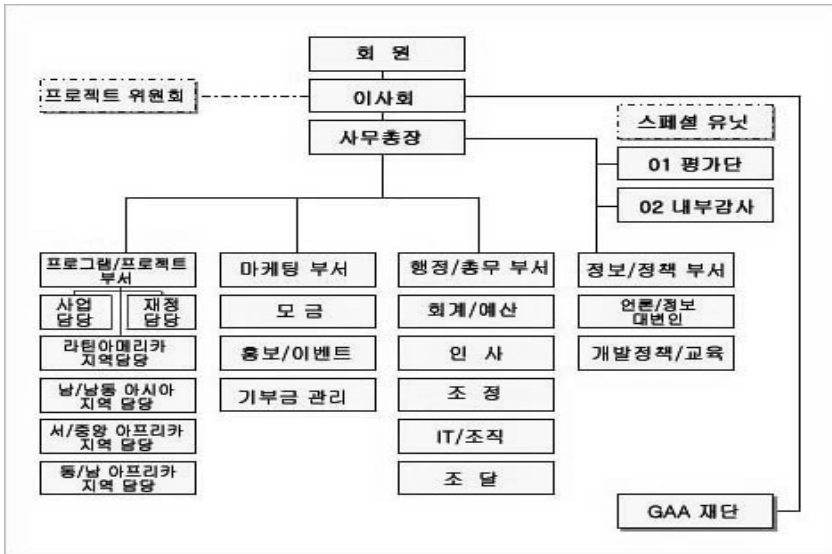 회 원
프로젝트 위원회
이사회
스페셜 유닛
사무총장
01 평가단
02 내부감사
프로그램/프로젝트
부서
마케팅 부서
행정/총무 부서
정보/정책 부서
사업
담당
재정
담당
모 금
회계/예산
언론/정보
대변인
라틴아메리카
지역담당
홍보/이벤트
인 사
개발정책/교육
남/남동 아시아
지역 담당
기부금 관리
조 정
서/중앙 아프리카
지역 담당
IT/조직
동/남 아프리카
지역 담당
조 달
GAA 재단